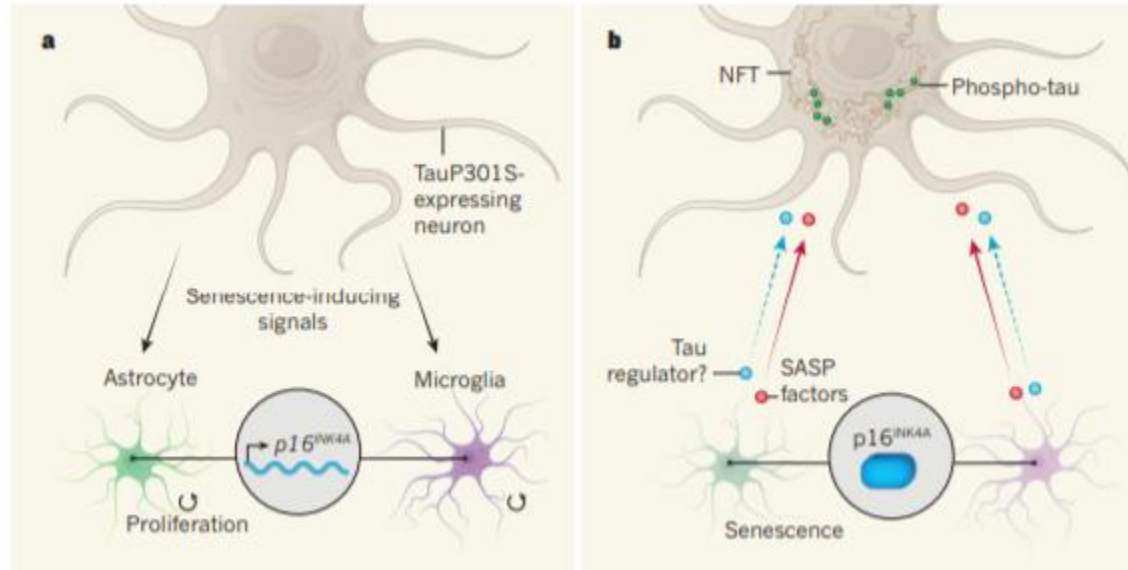 a
TauP301S-
expressing
neuron
Senescence-inducing
signals
Astrocyte
Microglia
p16INK4A
Proliferation
b
NFT
Phospho-tau
Tau
regulator?
SASP
factors
p16INK4A
Senescence